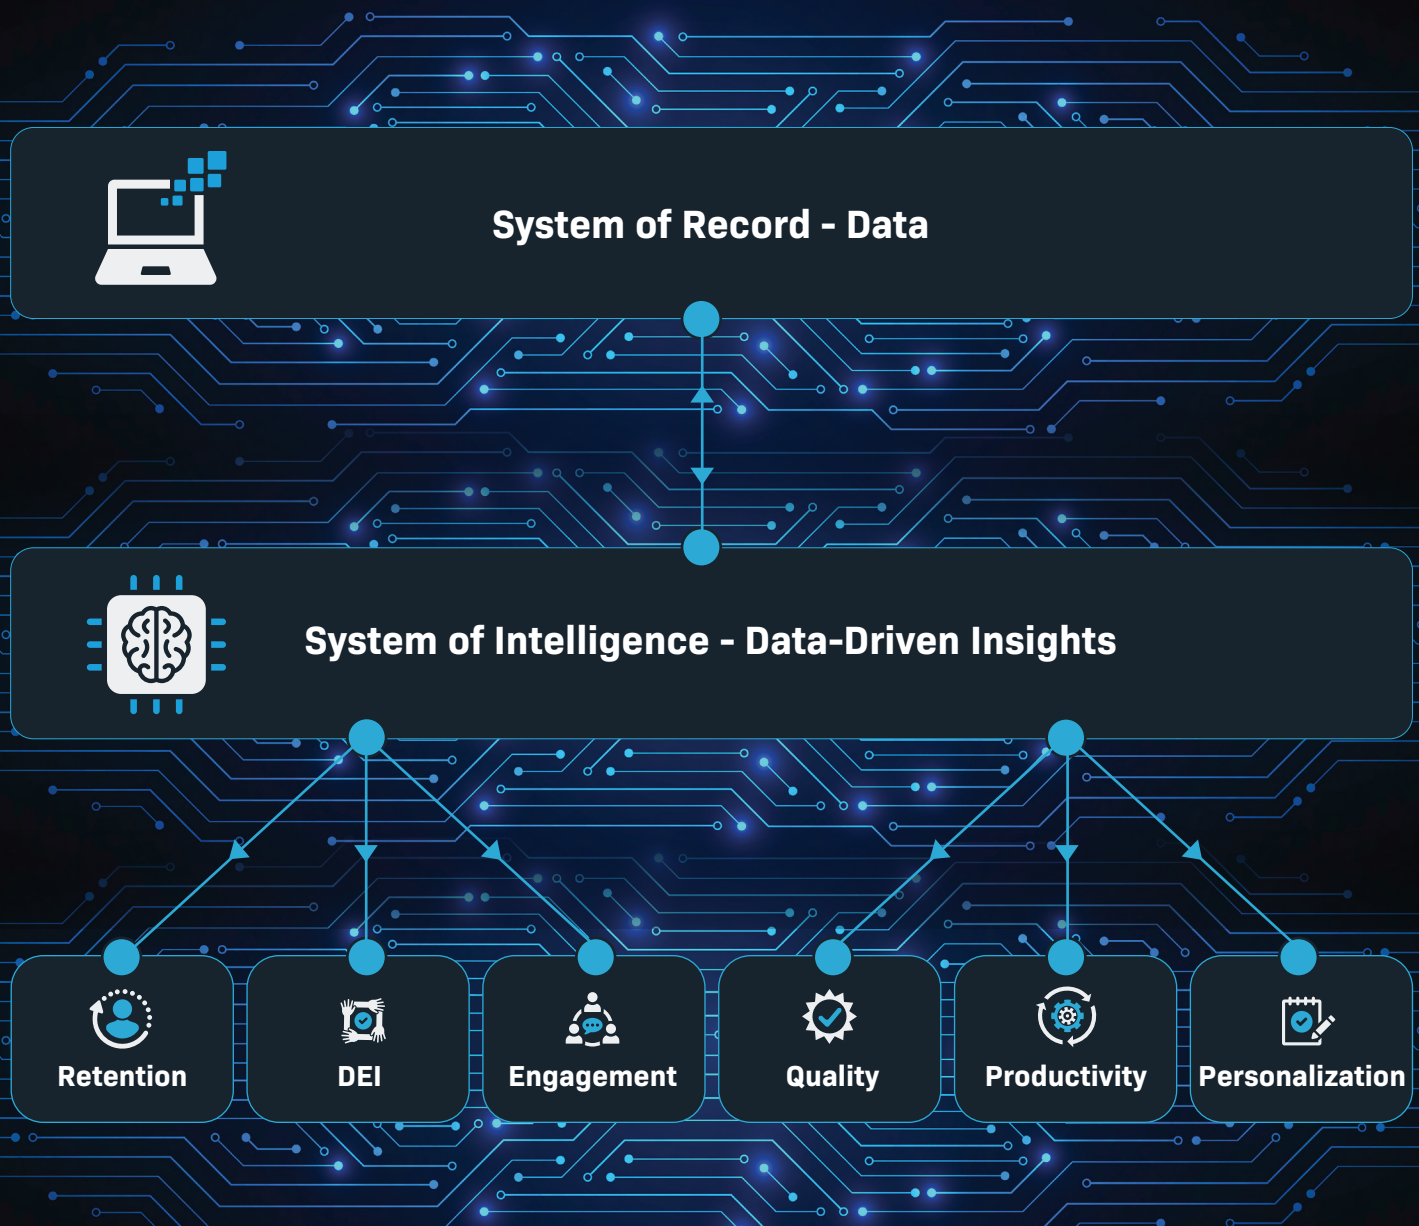 System of Record - Data
System of Intelligence - Data-Driven Insights
Retention
DEI
Engagement
Quality
Productivity
Personalization